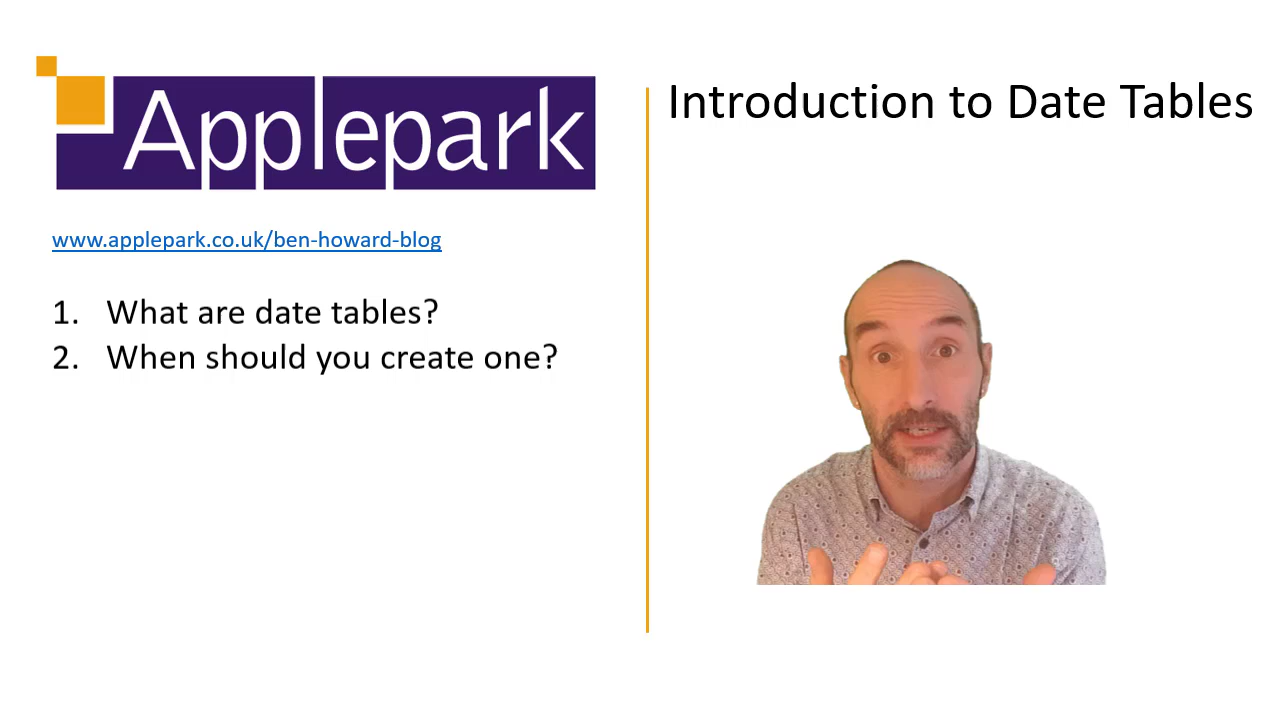 Applepark
Introduction to Date Tables
www.applepark.co.uk/ben-howard-blog
1. What are date tables?
2. When should you create one?